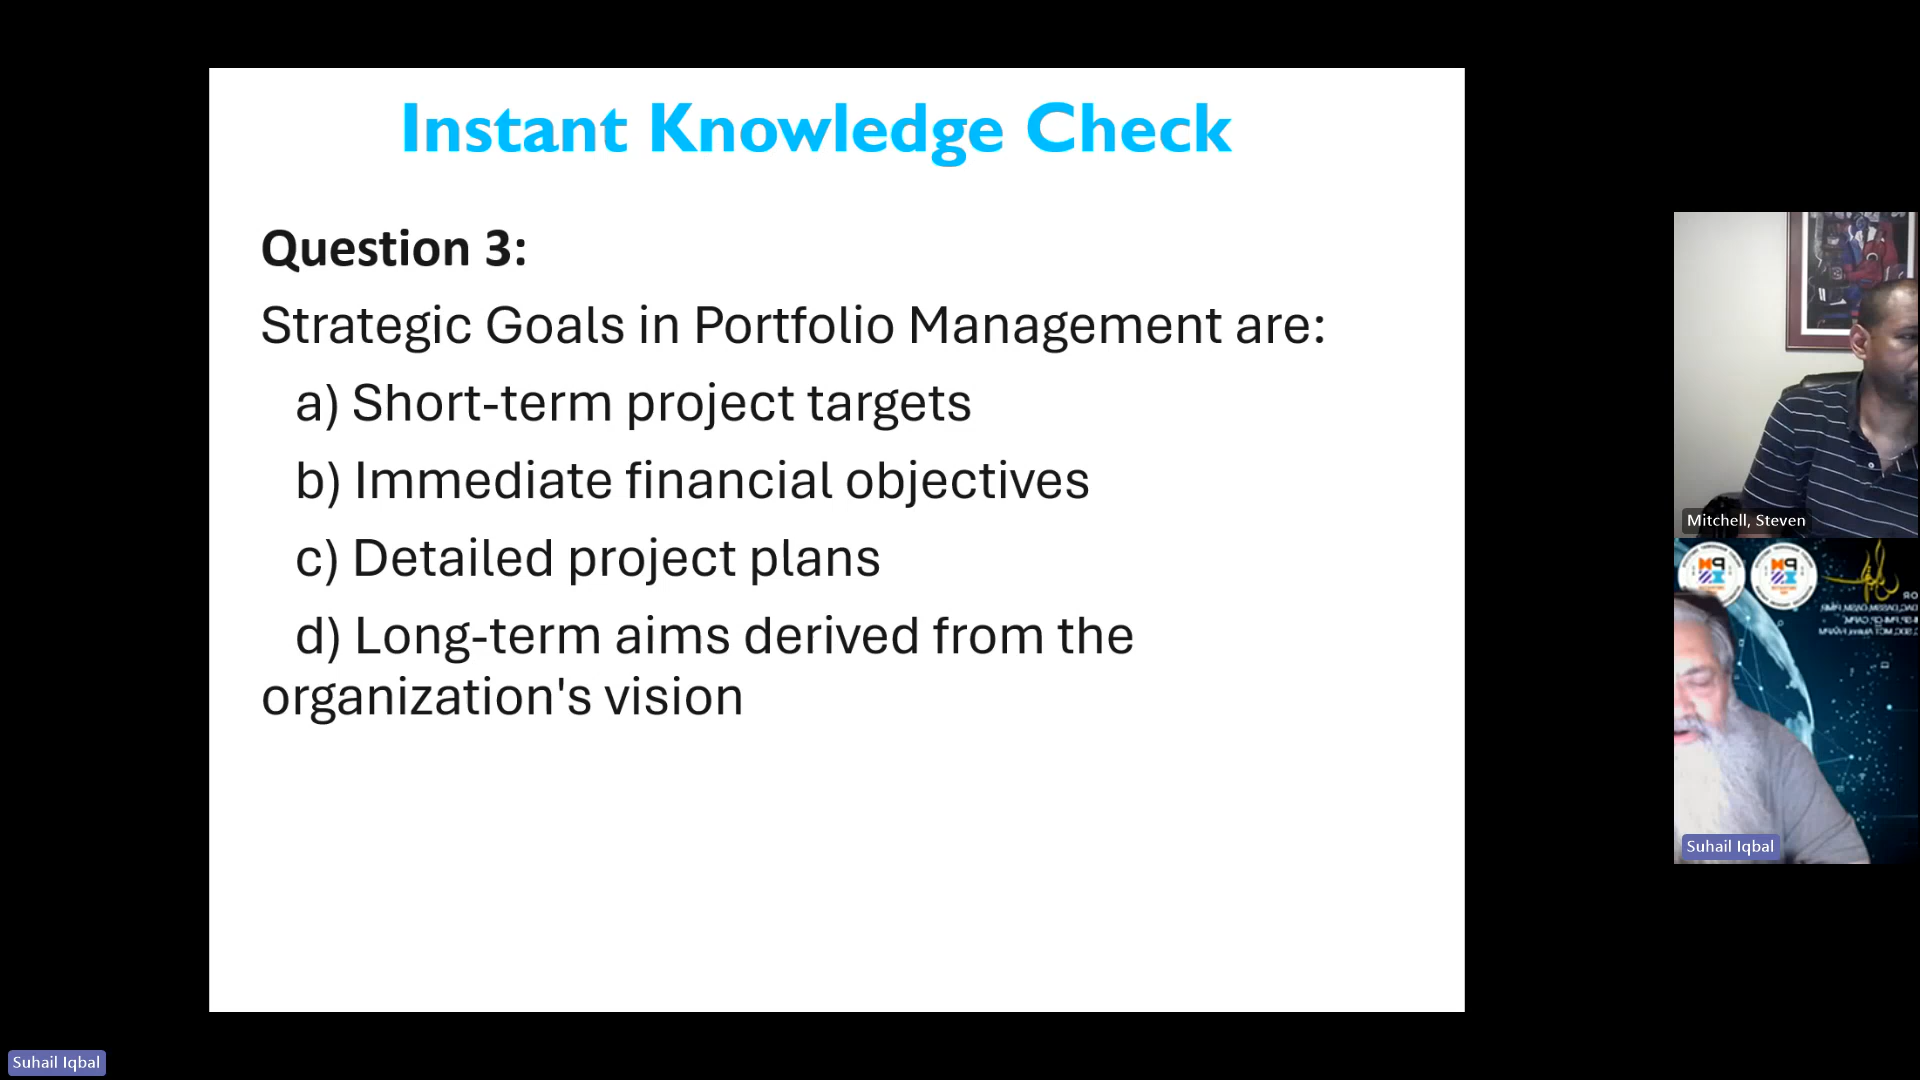 Instant Knowledge Check
Question 3:
Strategic Goals in Portfolio Management are:
a) Short-term project targets
b) Immediate financial objectives
c) Detailed project plans
d) Long-term aims derived from the
organization's vision
Mitchell, Steven
Suhail Iqbal
Suhail Iqbal